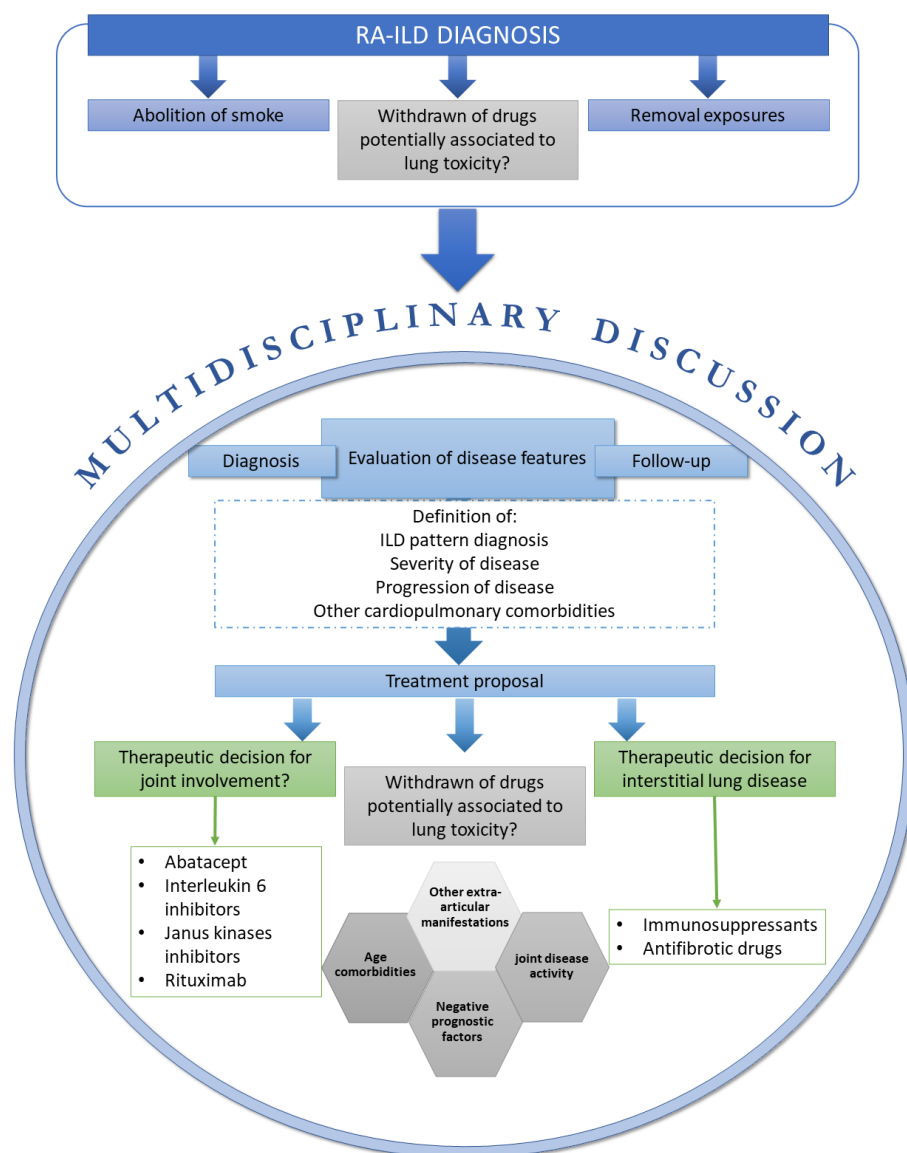 RA-ILD DIAGNOSIS
Abolition of smoke
Withdrawn of drugs
potentially associated to
lung toxicity?
Removal exposures
MULTIDISCIPLINARY DISCUSSION
Diagnosis
Evaluation of disease features
Follow-up
Definition of:
ILD pattern diagnosis
Severity of disease
Progression of disease
Other cardiopulmonary comorbidities
Treatment proposal
Therapeutic decision for
joint involvement?
Withdrawn of drugs
potentially associated to
lung toxicity?
Therapeutic decision for
interstitial lung disease
• Abatacept
• Interleukin 6
inhibitors
• Janus kinases
inhibitors
• Rituximab
Other extra-
articular
manifestations
Age
comorbidities
joint disease
activity
Negative
prognostic
factors
• Immunosuppressants
• Antifibrotic drugs